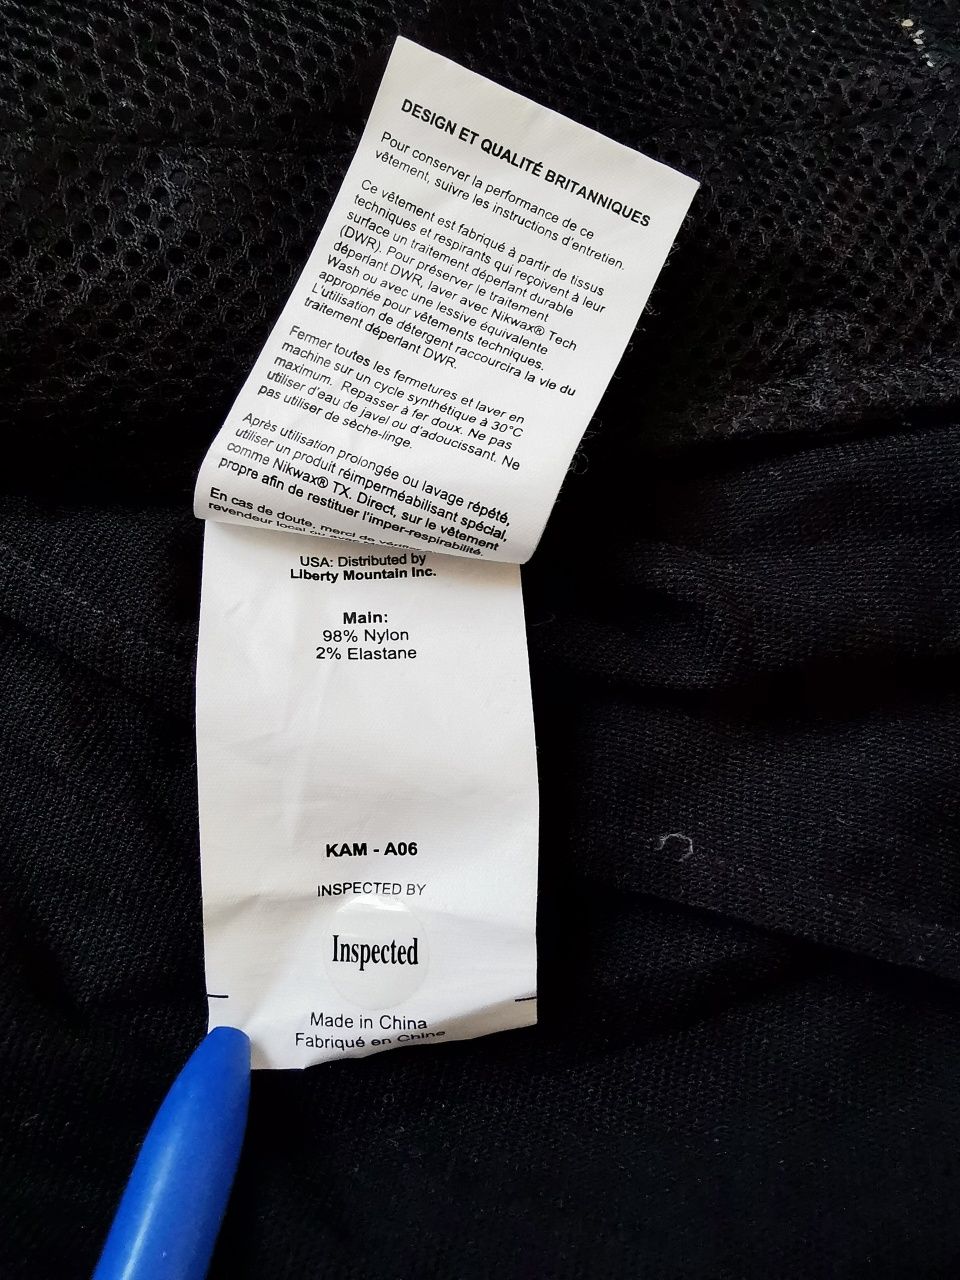 DESIGN ET QUALITÉ BRITANNIQUES
Pour conserver la performance de ce
vêtement, suivre les instructions d'entretien.
Ce vêtement est fabriqué à partir de tissus
techniques et respirants qui reçoivent à leur
surface un traitement déperlant durable
(DWR). Pour préserver le traitement
déperlant DWR, laver avec Nikwax® Tech
Wash ou avec une lessive équivalente
appropriée pour vêtements techniques.
L'utilisation de détergent raccourcira la vie du
traitement déperlant DWR.
Fermer toutes les fermetures et laver en
machine sur un cycle synthétique à 30°C
maximum. Repasser à fer doux. Ne pas
utiliser d'eau de javel ou d'adoucissant. Ne
pas utiliser de sèche-linge.
Après utilisation prolongée ou lavage répété,
utiliser un produit réimperméabilisant spécial,
comme Nikwax® TX. Direct, sur le vêtement
propre afin de restituer l'imper-respirabilité.
En cas de doute, merci de vérifier
revendeur local ou avec
USA: Distributed by
Liberty Mountain Inc.
Main:
98% Nylon
2% Elastane
KAM - A06
INSPECTED BY
Inspected
Made in China
Fabriqué en Chine